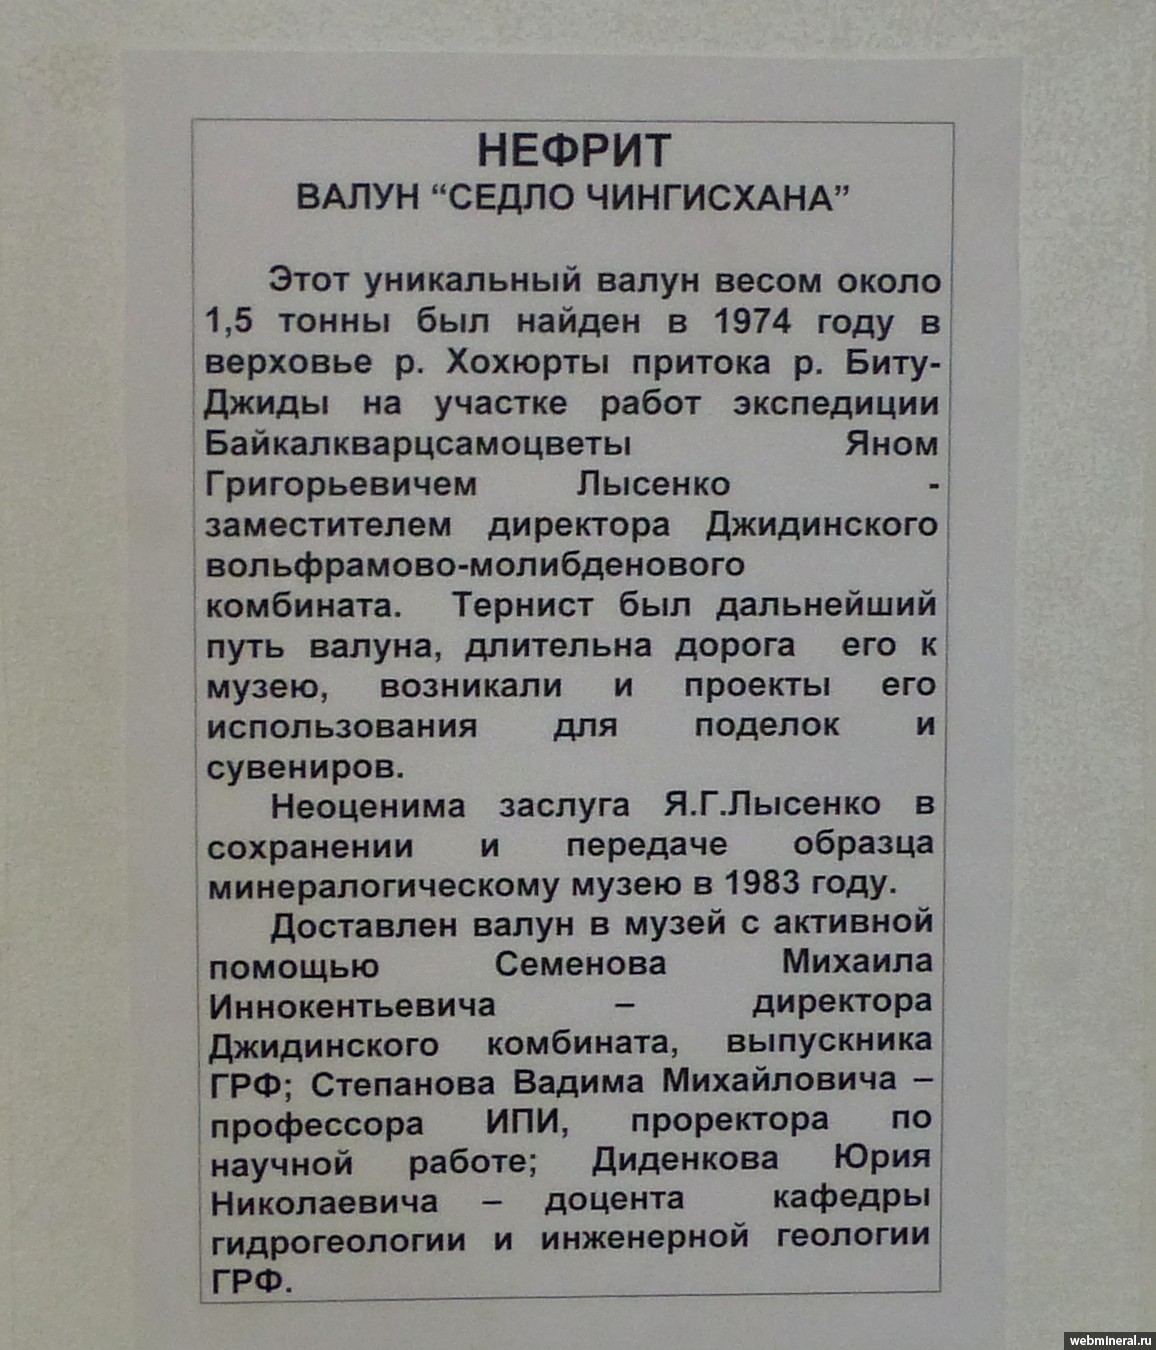 НЕФРИТ
ВАЛУН “СЕДЛО ЧИНГИСХАНА”
Этот уникальный валун весом около
1,5 тонны был найден в 1974 году в
верховье р. Хохюрты притока р. Биту-
Джиды на участке работ экспедиции
Байкалкварцсамоцветы Яном
Григорьевичем Лысенко -
заместителем директора Джидинского
вольфрамово-молибденового
комбината. Тернист был дальнейший
путь валуна, длительна дорога его к
музею, возникали и проекты его
использования для поделок и
сувениров.
Неоценима заслуга Я.Г.Лысенко в
сохранении и передаче образца
минералогическому музею в 1983 году.
Доставлен валун в музей с активной
помощью Семенова Михаила
Иннокентьевича – директора
Джидинского комбината, выпускника
ГРФ; Степанова Вадима Михайловича –
профессора ИПИ, проректора по
научной работе; Диденкова Юрия
Николаевича – доцента кафедры
гидрогеологии и инженерной геологии
ГРФ.
webmineral.ru